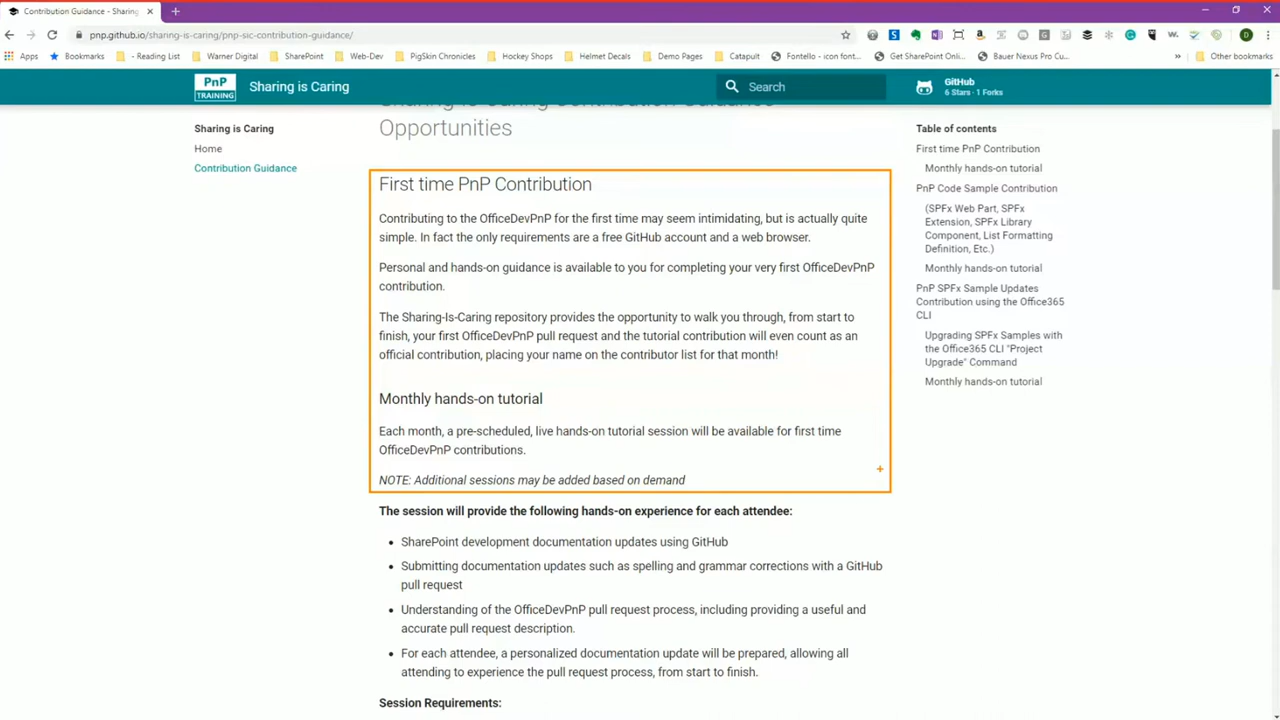 Contribution Guidance - Sharing
pnp.github.io/sharing-is-caring/pnp-sic-contribution-guidance/
Apps Bookmarks - Reading List Warner Digital SharePoint Web-Dev PigSkin Chronicles Hockey Shops Helmet Decals Demo Pages Catapult Fontello - icon font... Get SharePoint Onlin... Bauer Nexus Pro Cu... » Other bookmarks
PnP
TRAINING
Sharing is Caring
Search
GitHub
6 Stars · 1 Forks
Sharing is Caring
Home
Contribution Guidance
Sharing is Caring Contribution Guidance
Opportunities
First time PnP Contribution
Contributing to the OfficeDevPnP for the first time may seem intimidating, but is actually quite
simple. In fact the only requirements are a free GitHub account and a web browser.
Personal and hands-on guidance is available to you for completing your very first OfficeDevPnP
contribution.
The Sharing-Is-Caring repository provides the opportunity to walk you through, from start to
finish, your first OfficeDevPnP pull request and the tutorial contribution will even count as an
official contribution, placing your name on the contributor list for that month!
Monthly hands-on tutorial
Each month, a pre-scheduled, live hands-on tutorial session will be available for first time
OfficeDevPnP contributions.
NOTE: Additional sessions may be added based on demand
The session will provide the following hands-on experience for each attendee:
• SharePoint development documentation updates using GitHub
• Submitting documentation updates such as spelling and grammar corrections with a GitHub
pull request
• Understanding of the OfficeDevPnP pull request process, including providing a useful and
accurate pull request description.
• For each attendee, a personalized documentation update will be prepared, allowing all
attending to experience the pull request process, from start to finish.
Session Requirements:
Table of contents
First time PnP Contribution
Monthly hands-on tutorial
PnP Code Sample Contribution
(SPFx Web Part, SPFx
Extension, SPFx Library
Component, List Formatting
Definition, Etc.)
Monthly hands-on tutorial
PnP SPFx Sample Updates
Contribution using the Office365
CLI
Upgrading SPFx Samples with
the Office365 CLI "Project
Upgrade" Command
Monthly hands-on tutorial